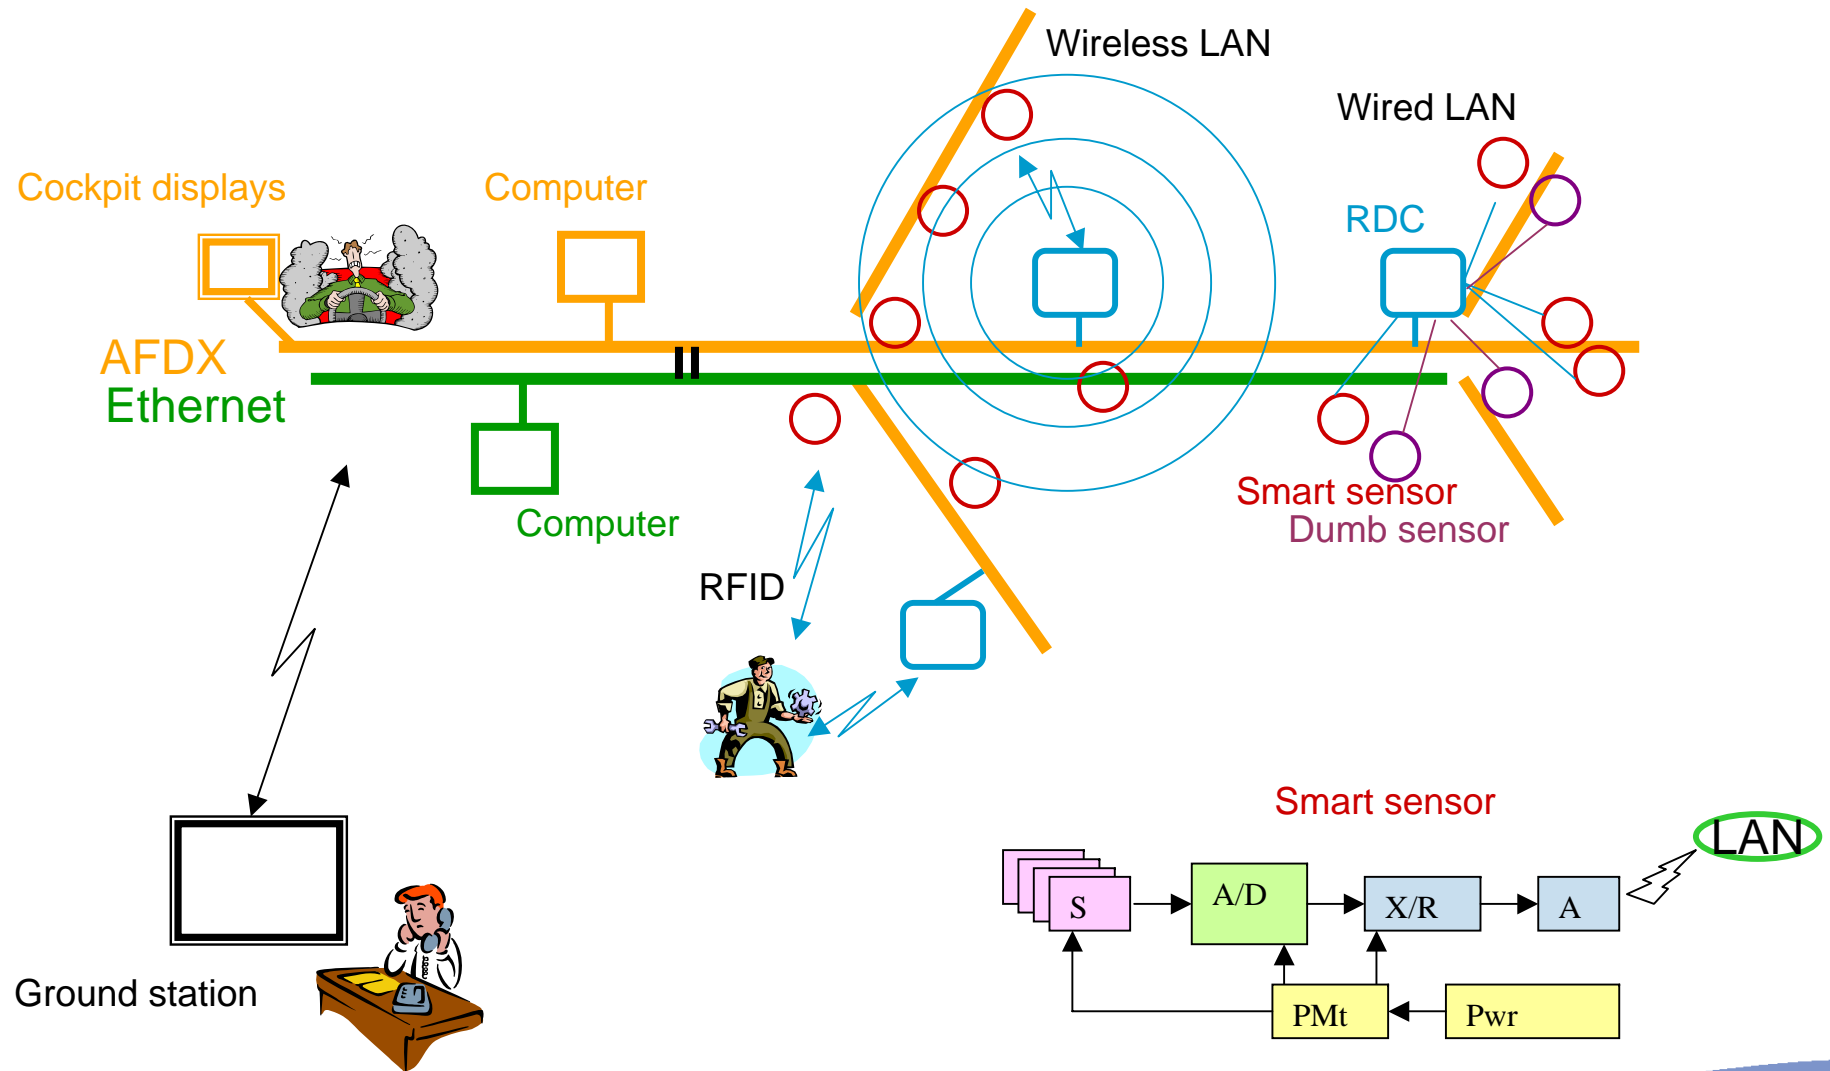 Wireless LAN
Wired LAN
Cockpit displays
Computer
RDC
AFDX
Ethernet
Computer
Smart sensor
Dumb sensor
RFID
Ground station
Smart sensor
LAN
S
A/D
X/R
A
PMt
Pwr